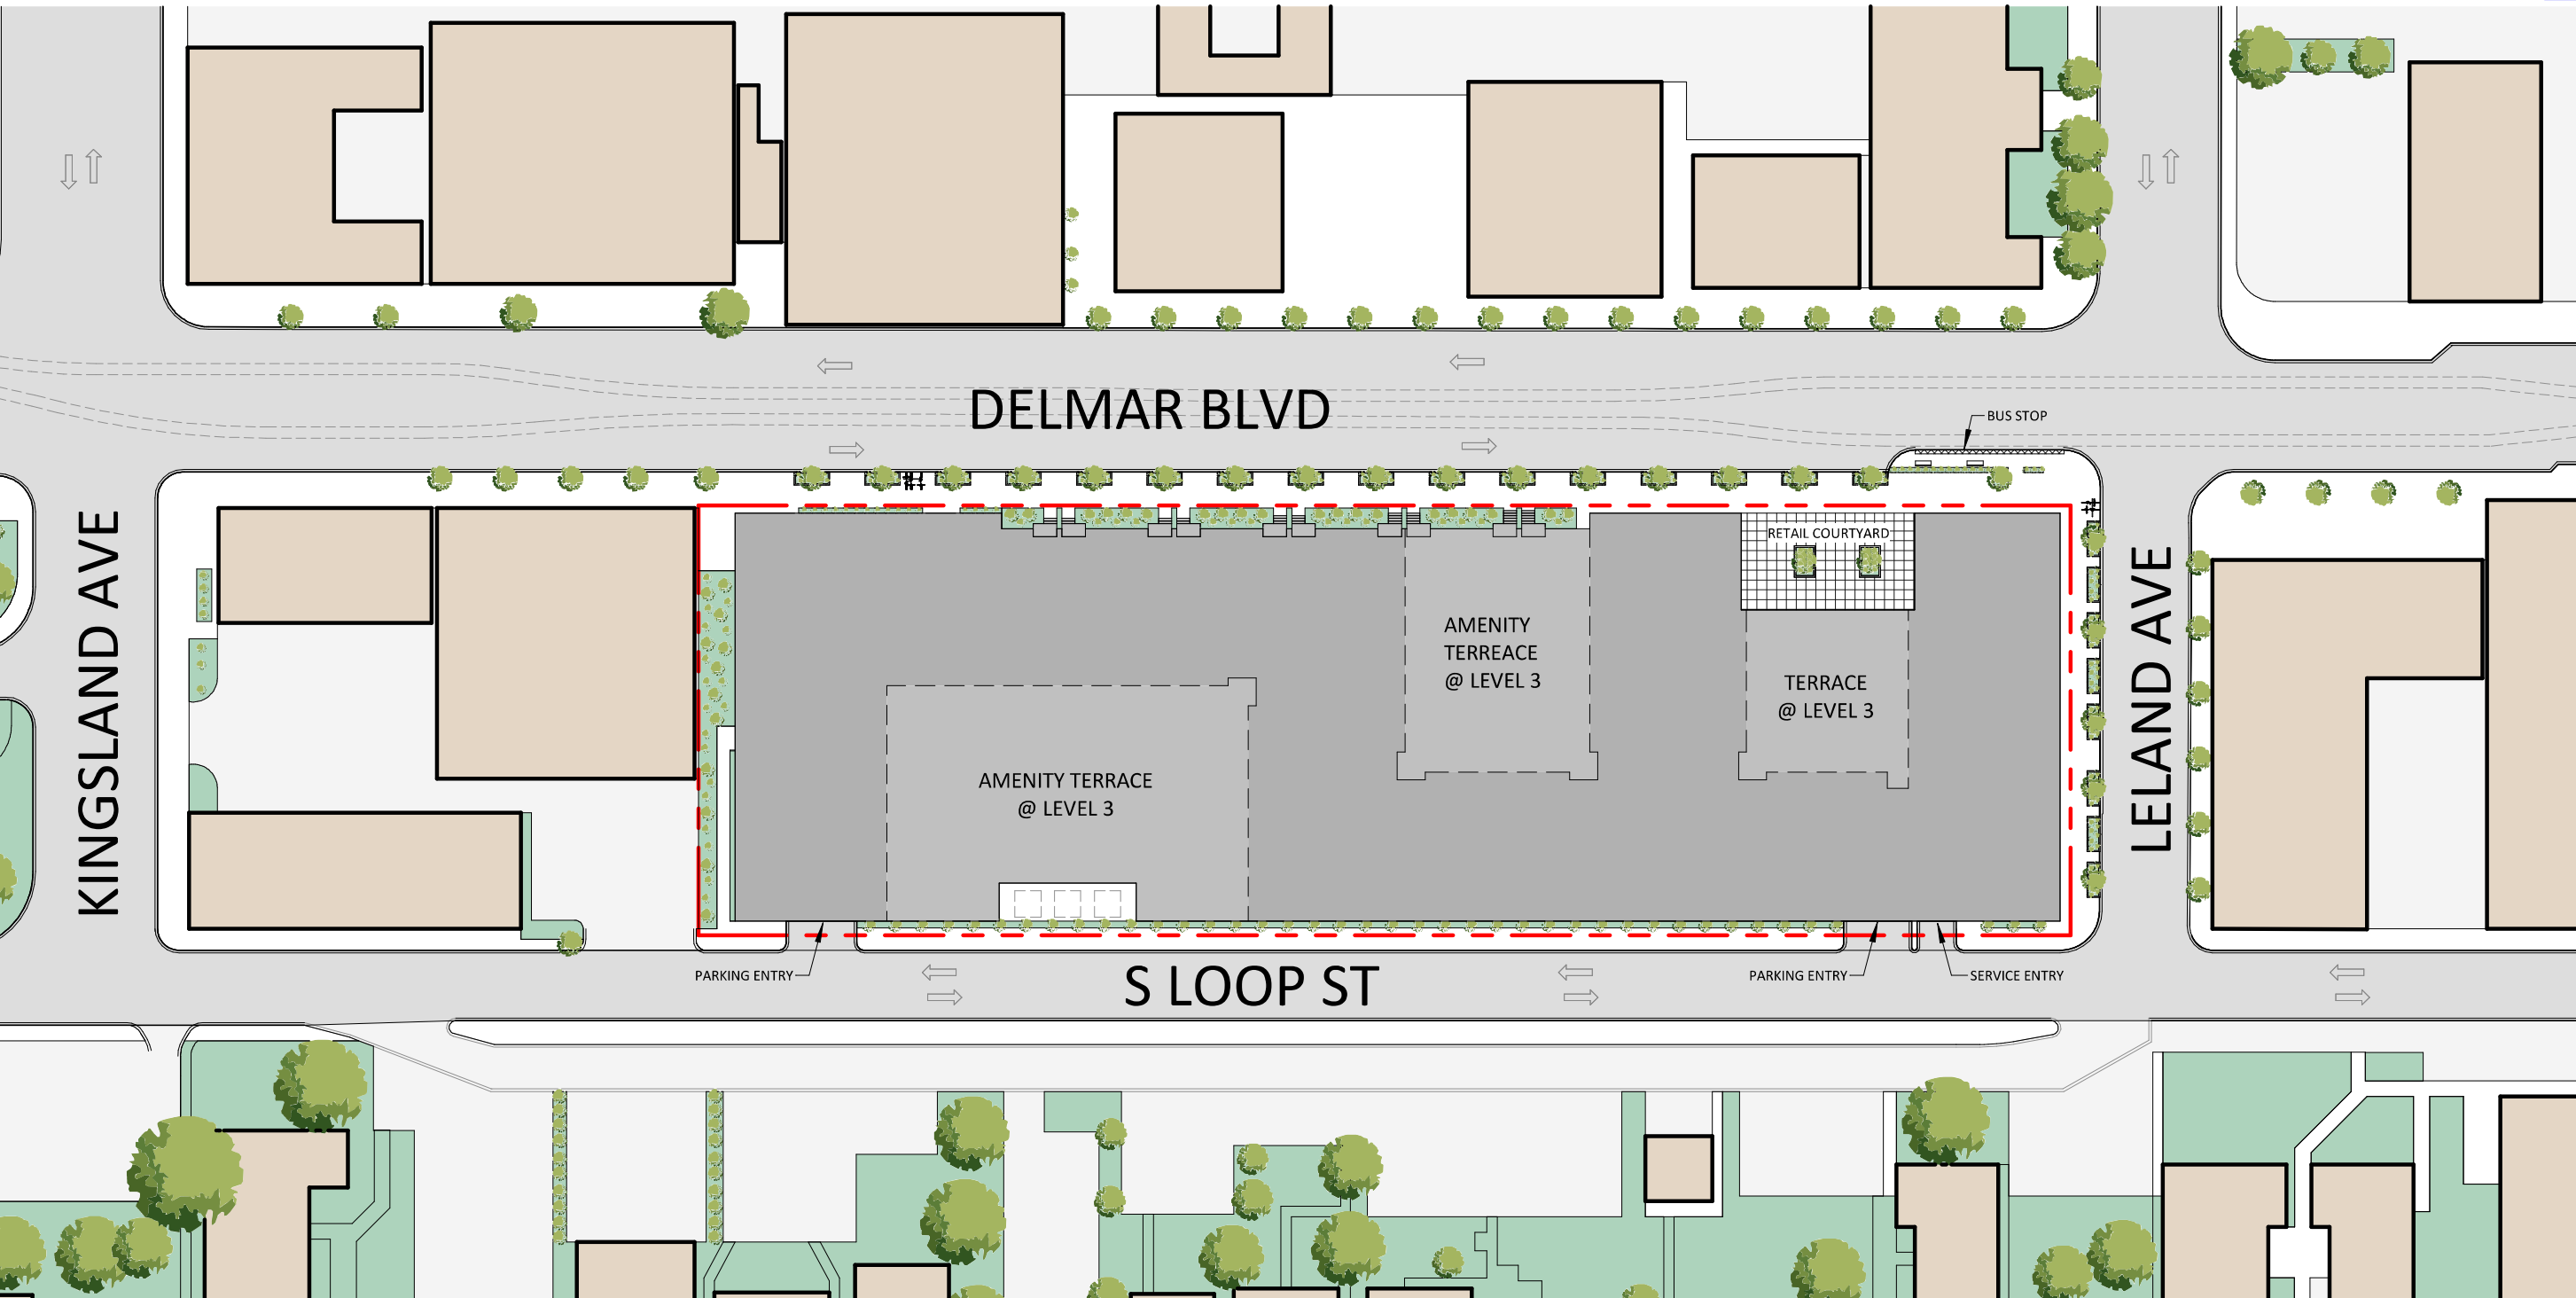 DELMAR BLVD
BUS STOP
KINGSLAND AVE
RETAIL COURTYARD
LELAND AVE
AMENITY
TERREACE
@ LEVEL 3
TERRACE
@ LEVEL 3
AMENITY TERRACE
@ LEVEL 3
PARKING ENTRY
S LOOP ST
PARKING ENTRY
SERVICE ENTRY